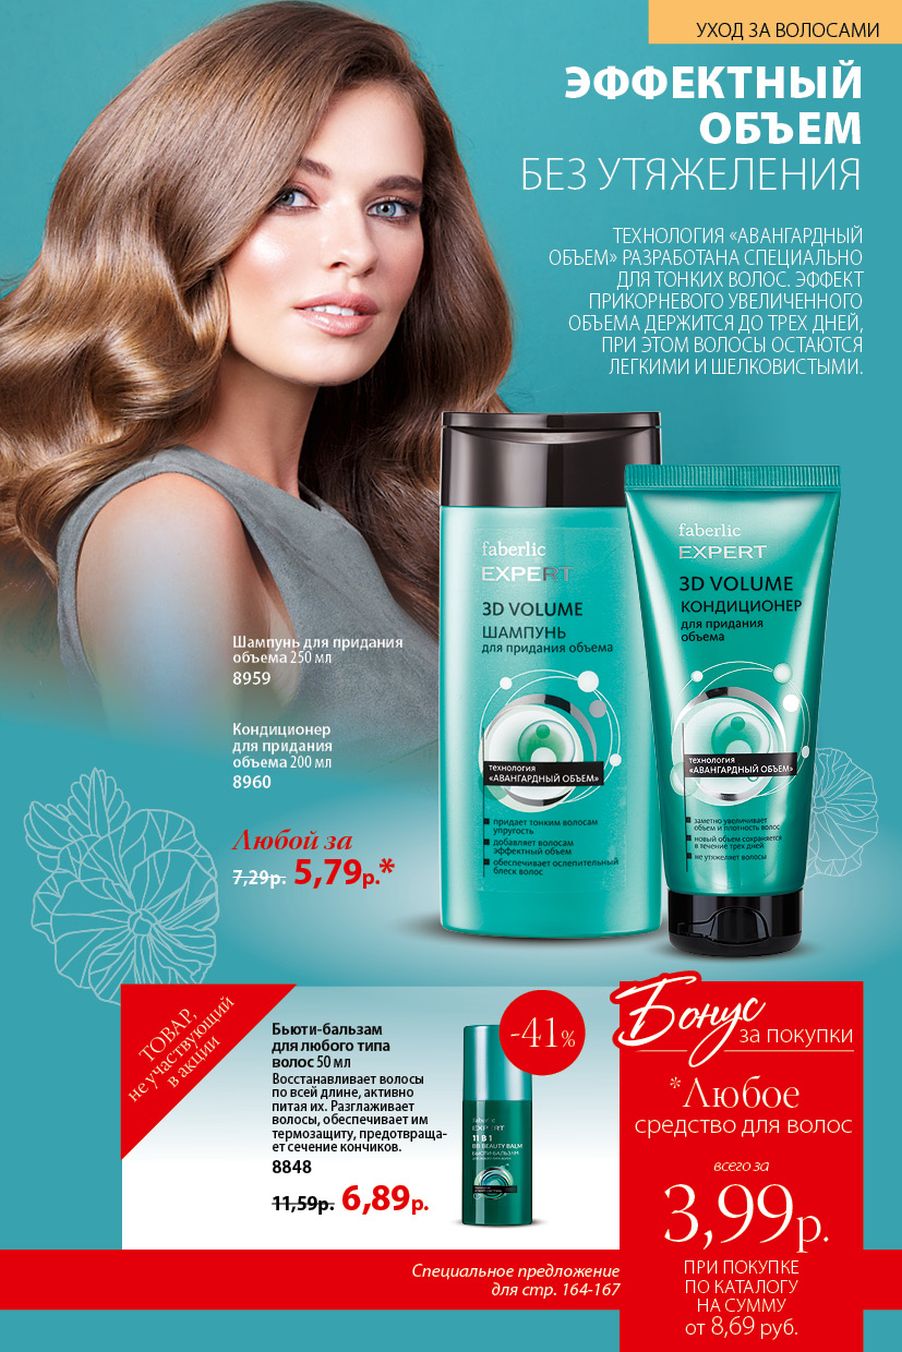 УХОД ЗА ВОЛОСАМИ
ЭФФЕКТНЫЙ
ОБЪЕМ
БЕЗ УТЯЖЕЛЕНИЯ
ТЕХНОЛОГИЯ «АВАНГАРДНЫЙ
ОБЪЕМ» РАЗРАБОТАНА СПЕЦИАЛЬНО
ДЛЯ ТОНКИХ ВОЛОС. ЭФФЕКТ
ПРИКОРНЕВОГО УВЕЛИЧЕННОГО
ОБЪЕМА ДЕРЖИТСЯ ДО ТРЕХ ДНЕЙ,
ПРИ ЭТОМ ВОЛОСЫ ОСТАЮТСЯ
ЛЕГКИМИ И ШЕЛКОВИСТЫМИ.
faberlic
EXPERT
3D VOLUME
ШАМПУНЬ
для придания объема
технология
«АВАНГАРДНЫЙ ОБЪЕМ»
придает тонким волосам
упругость
добавляет волосам
эффектный объем
обеспечивает ослепительный
блеск волос
faberlic
EXPERT
3D VOLUME
КОНДИЦИОНЕР
для придания
объема
технология
«АВАНГАРДНЫЙ ОБЪЕМ»
заметно увеличивает
объем и плотность волос
новый объем сохраняется
в течение трех дней
не утяжеляет волосы
Шампунь для придания
объема 250 мл
8959
Кондиционер
для придания
объема 200 мл
8960
Любой за
7,29р. 5,79р.*
ТОВАР,
не участвующий
в акции
Бьюти-бальзам
для любого типа
волос 50 мл
Восстанавливает волосы
по всей длине, активно
питая их. Разглаживает
волосы, обеспечивает им
термозащиту, предотвраща-
ет сечение кончиков.
8848
11,59р. 6,89р.
-41%
faberlic
EXPERT
11 В 1
BB BEAUTY BALM
БЬЮТИ-БАЛЬЗАМ
Бонус
за покупки
*Любое
средство для волос
всего за
3,99р.
ПРИ ПОКУПКЕ
ПО КАТАЛОГУ
НА СУММУ
от 8,69 руб.
Специальное предложение
для стр. 164-167